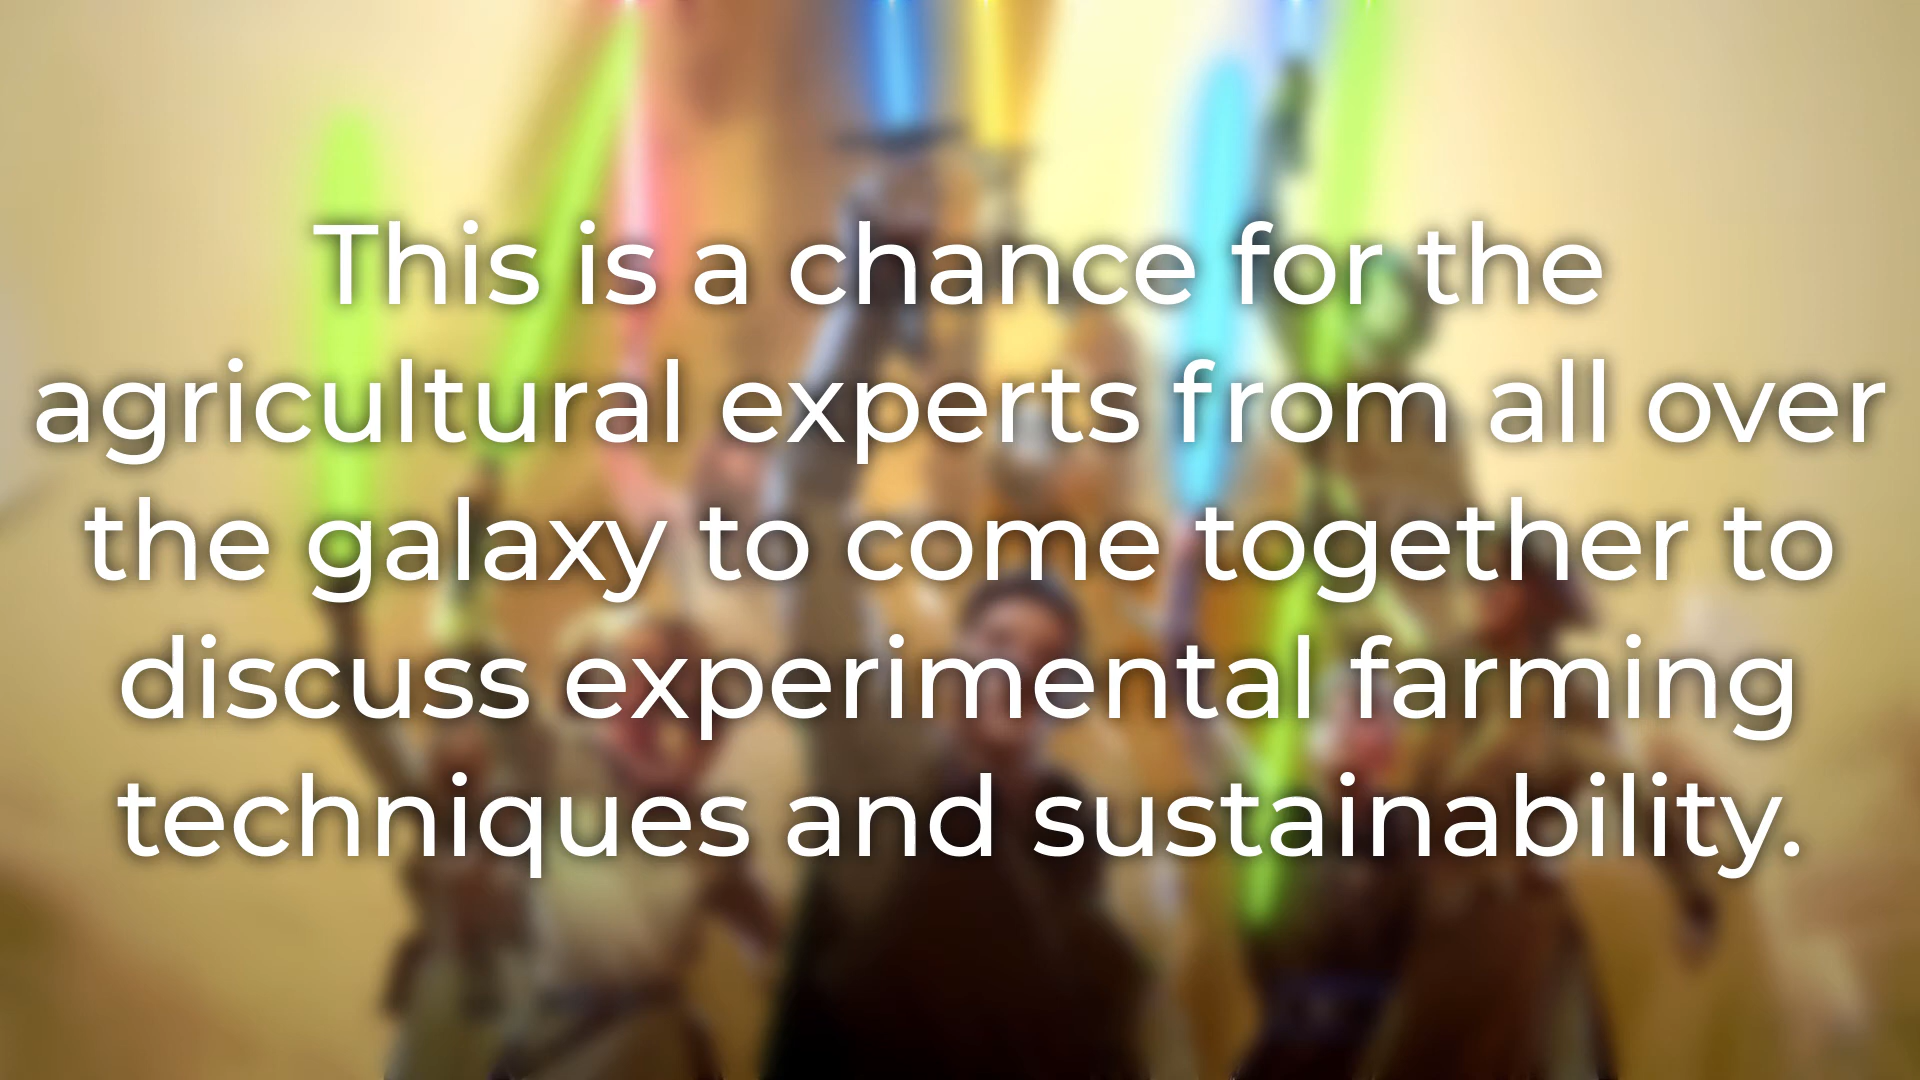 This is a chance for the
agricultural experts from all over
the galaxy to come together to
discuss experimental farming
techniques and sustainability.